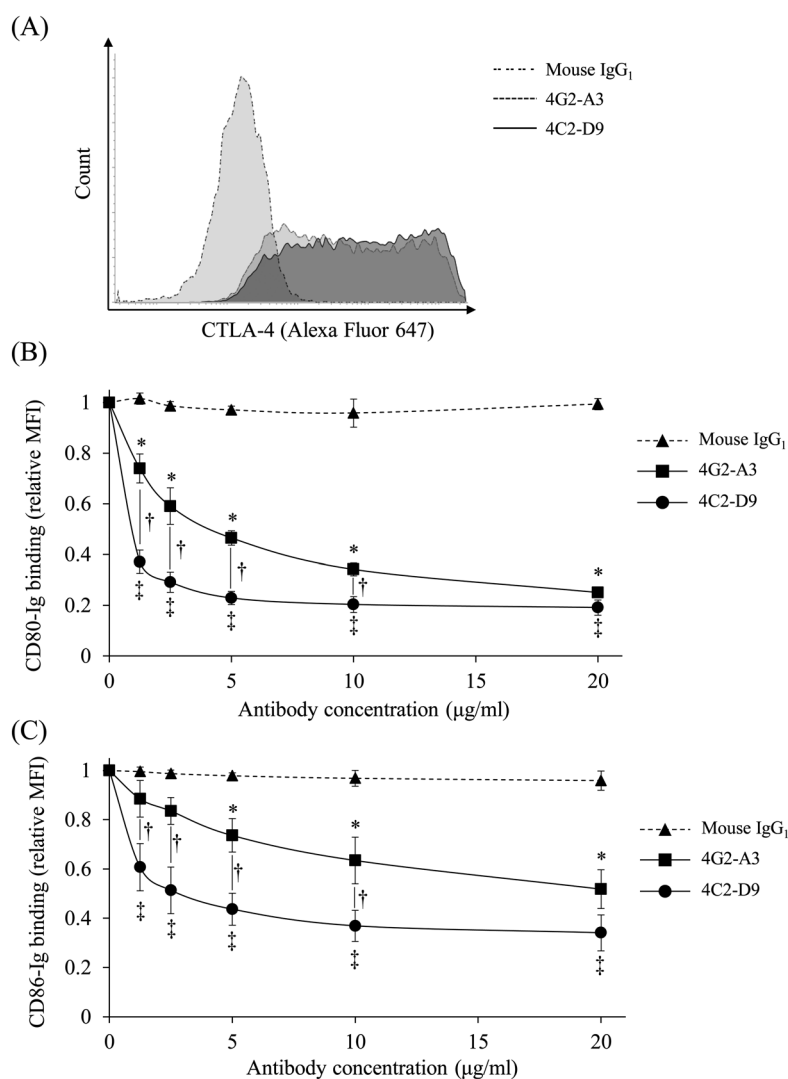 (A)
Mouse IgG₁
4G2-A3
4C2-D9
Count
CTLA-4 (Alexa Fluor 647)
(B)
CD80-Ig binding (relative MFI)
1
0.8
0.6
0.4
0.2
0
* * * * *
† † † †
‡ ‡ ‡ ‡ ‡
0 5 10 15 20
Antibody concentration (μg/ml)
Mouse IgG₁
4G2-A3
4C2-D9
(C)
CD86-Ig binding (relative MFI)
1
0.8
0.6
0.4
0.2
0
* * *
† † † †
‡ ‡ ‡ ‡ ‡
0 5 10 15 20
Antibody concentration (μg/ml)
Mouse IgG₁
4G2-A3
4C2-D9